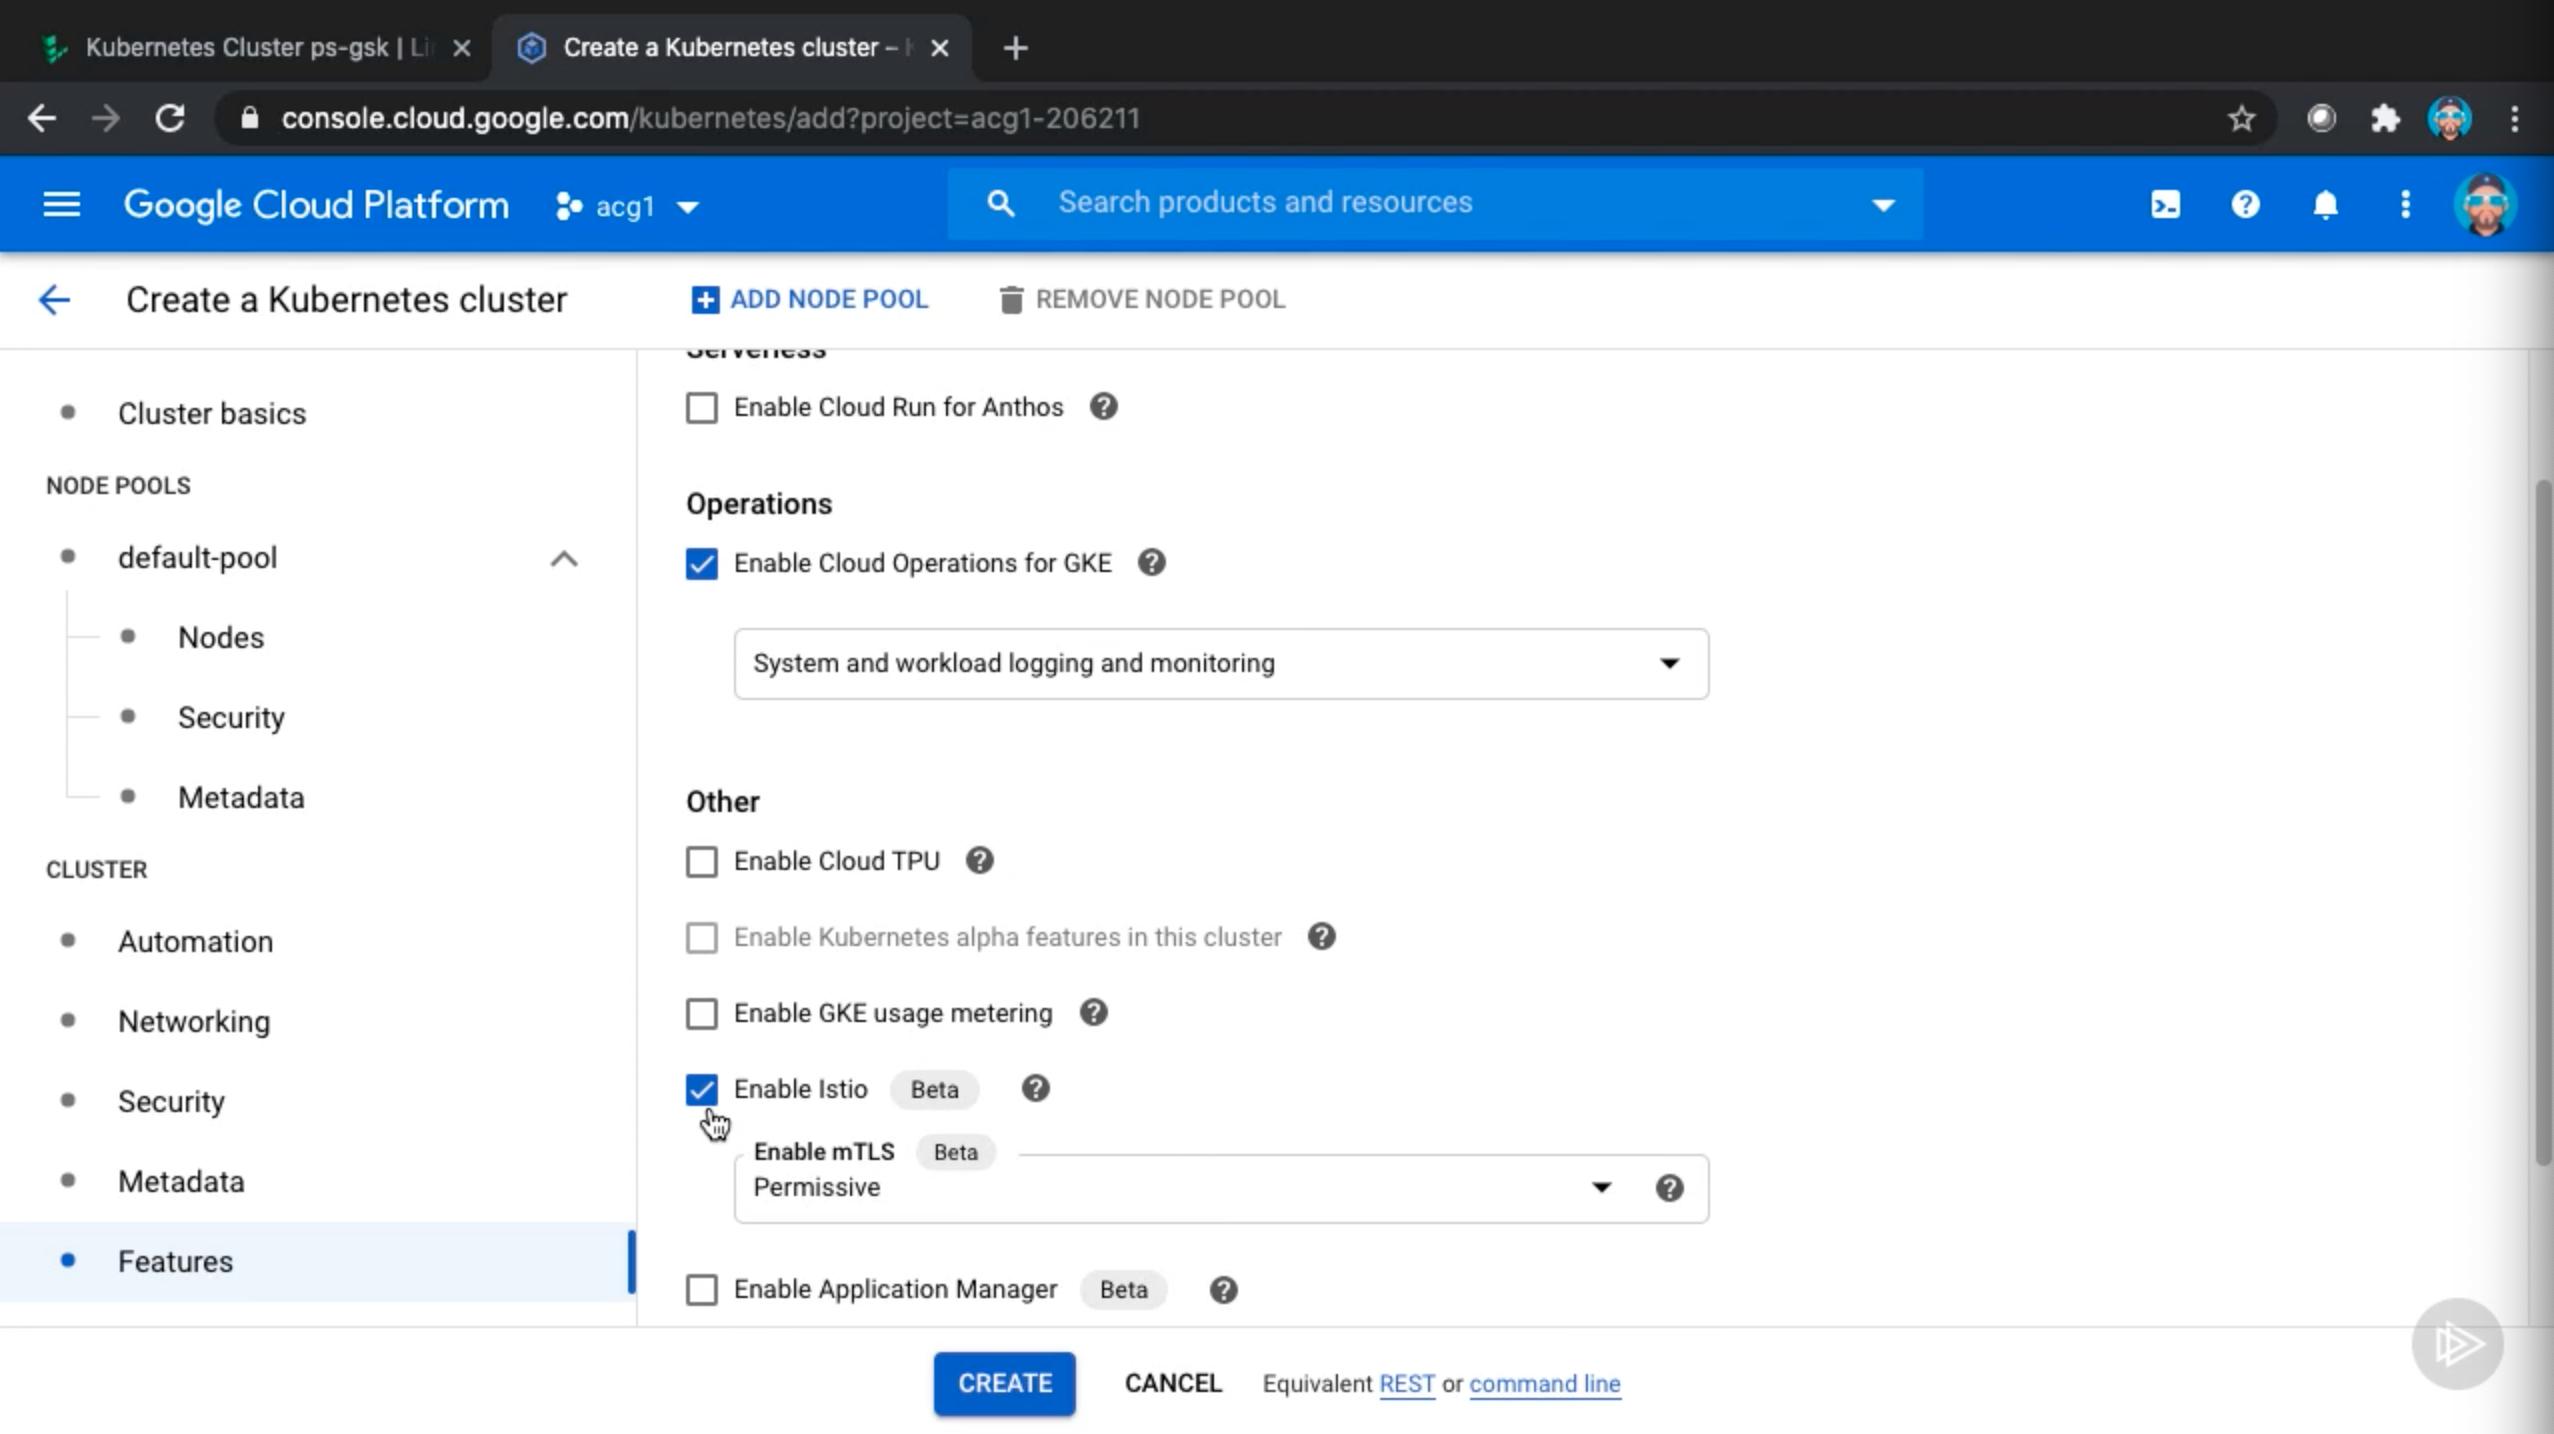 Kubernetes Cluster ps-gsk | Li
Create a Kubernetes cluster –
console.cloud.google.com/kubernetes/add?project=acg1-206211
Google Cloud Platform
acg1
Search products and resources
Create a Kubernetes cluster
ADD NODE POOL
REMOVE NODE POOL
Cluster basics
NODE POOLS
default-pool
Nodes
Security
Metadata
CLUSTER
Automation
Networking
Security
Metadata
Features
Serverless
Enable Cloud Run for Anthos
Operations
Enable Cloud Operations for GKE
System and workload logging and monitoring
Other
Enable Cloud TPU
Enable Kubernetes alpha features in this cluster
Enable GKE usage metering
Enable Istio Beta
Enable mTLS Beta
Permissive
Enable Application Manager Beta
CREATE
CANCEL
Equivalent REST or command line